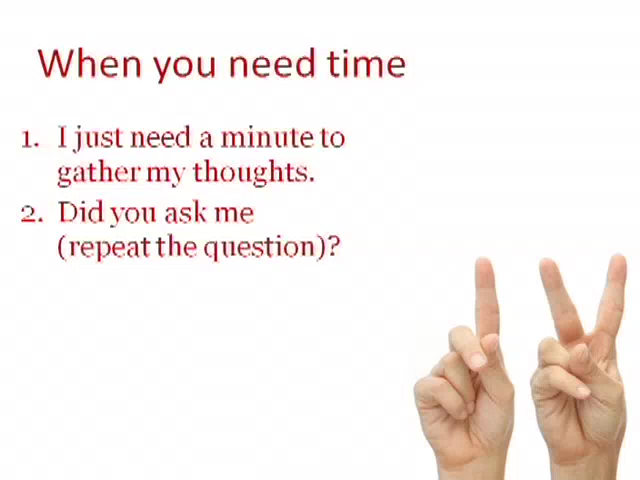 When you need time
1. I just need a minute to
gather my thoughts.
2. Did you ask me
(repeat the question)?